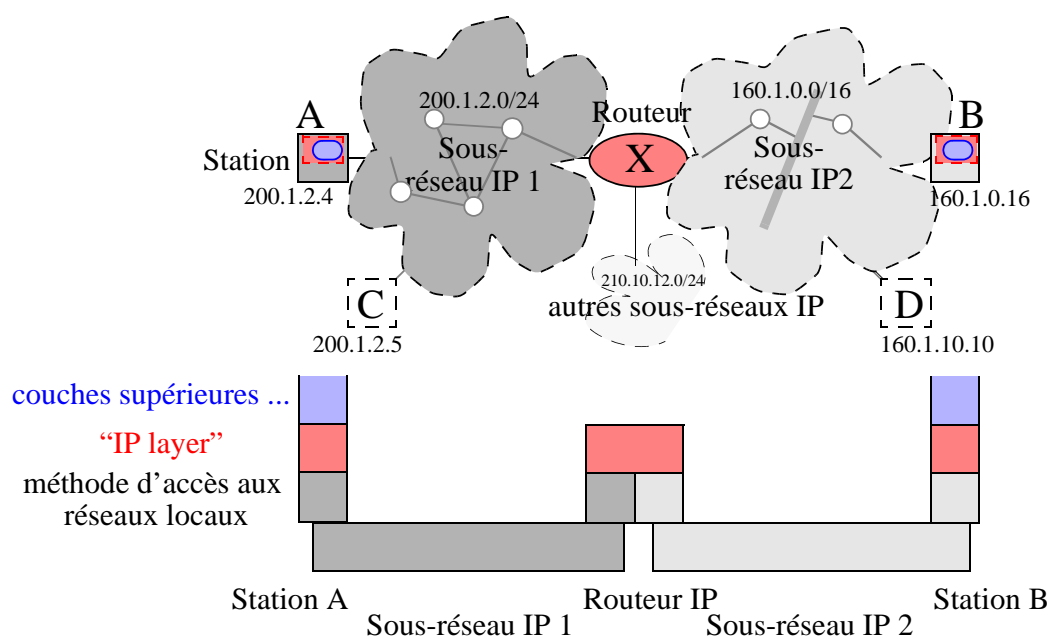 A
200.1.2.0/24
Routeur
160.1.0.0/16
B
Station
Sous-
réseau IP 1
X
Sous-
réseau IP2
200.1.2.4
160.1.0.16
210.10.12.0/24
C
autres sous-réseaux IP
D
200.1.2.5
160.1.10.10
couches supérieures ...
“IP layer”
méthode d’accès aux
réseaux locaux
Station A
Routeur IP
Station B
Sous-réseau IP 1
Sous-réseau IP 2